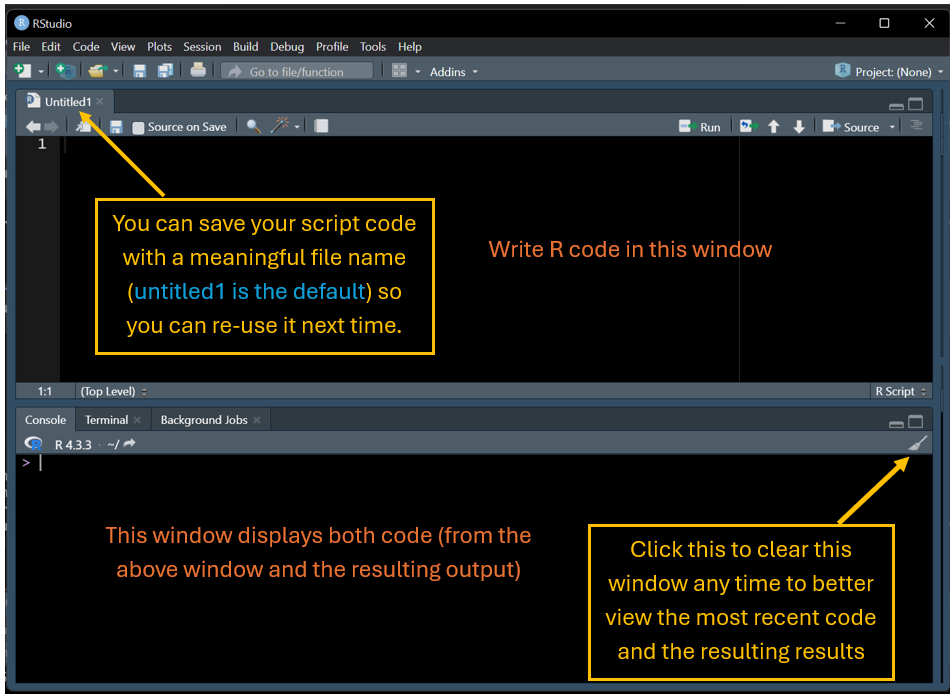 RStudio
File Edit Code View Plots Session Build Debug Profile Tools Help
Go to file/function Addins Project: (None)
Untitled1
Source on Save Run Source
1
You can save your script code
with a meaningful file name
(untitled1 is the default) so
you can re-use it next time.
Write R code in this window
1:1 (Top Level) R Script
Console Terminal Background Jobs
R 4.3.3 · ~/
>
This window displays both code (from the
above window and the resulting output)
Click this to clear this
window any time to better
view the most recent code
and the resulting results